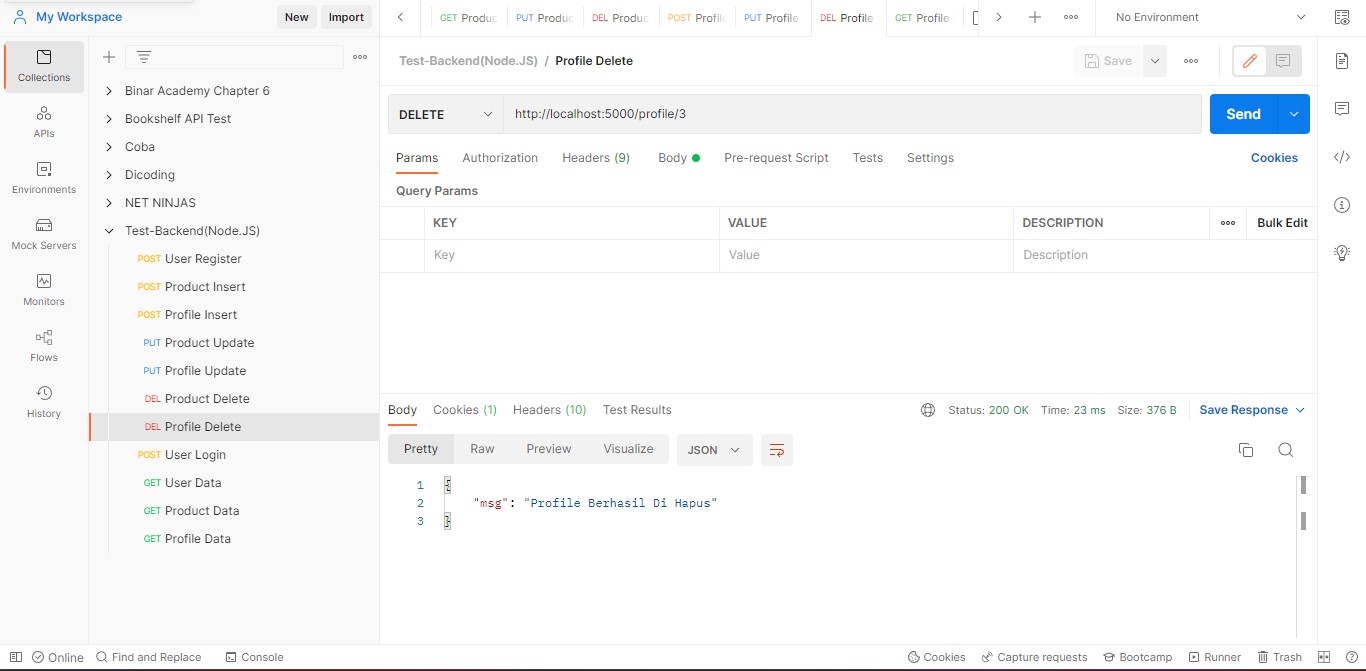 My Workspace
New
Import
GET Produc
PUT Produc
DEL Produc
POST Profil
PUT Profile
DEL Profile
GET Profile
No Environment
Collections
APIs
Environments
Mock Servers
Monitors
Flows
History
Binar Academy Chapter 6
Bookshelf API Test
Coba
Dicoding
NET NINJAS
Test-Backend(Node.JS)
POST User Register
POST Product Insert
POST Profile Insert
PUT Product Update
PUT Profile Update
DEL Product Delete
DEL Profile Delete
POST User Login
GET User Data
GET Product Data
GET Profile Data
Test-Backend(Node.JS) / Profile Delete
Save
DELETE
http://localhost:5000/profile/3
Send
Params Authorization Headers (9) Body Pre-request Script Tests Settings
Cookies
Query Params
KEY VALUE DESCRIPTION
Bulk Edit
Key Value Description
Body Cookies (1) Headers (10) Test Results
Status: 200 OK Time: 23 ms Size: 376 B
Save Response
Pretty Raw Preview Visualize JSON
1 {
2 "msg": "Profile Berhasil Di Hapus"
3 }
Online Find and Replace Console
Cookies Capture requests Bootcamp Runner Trash